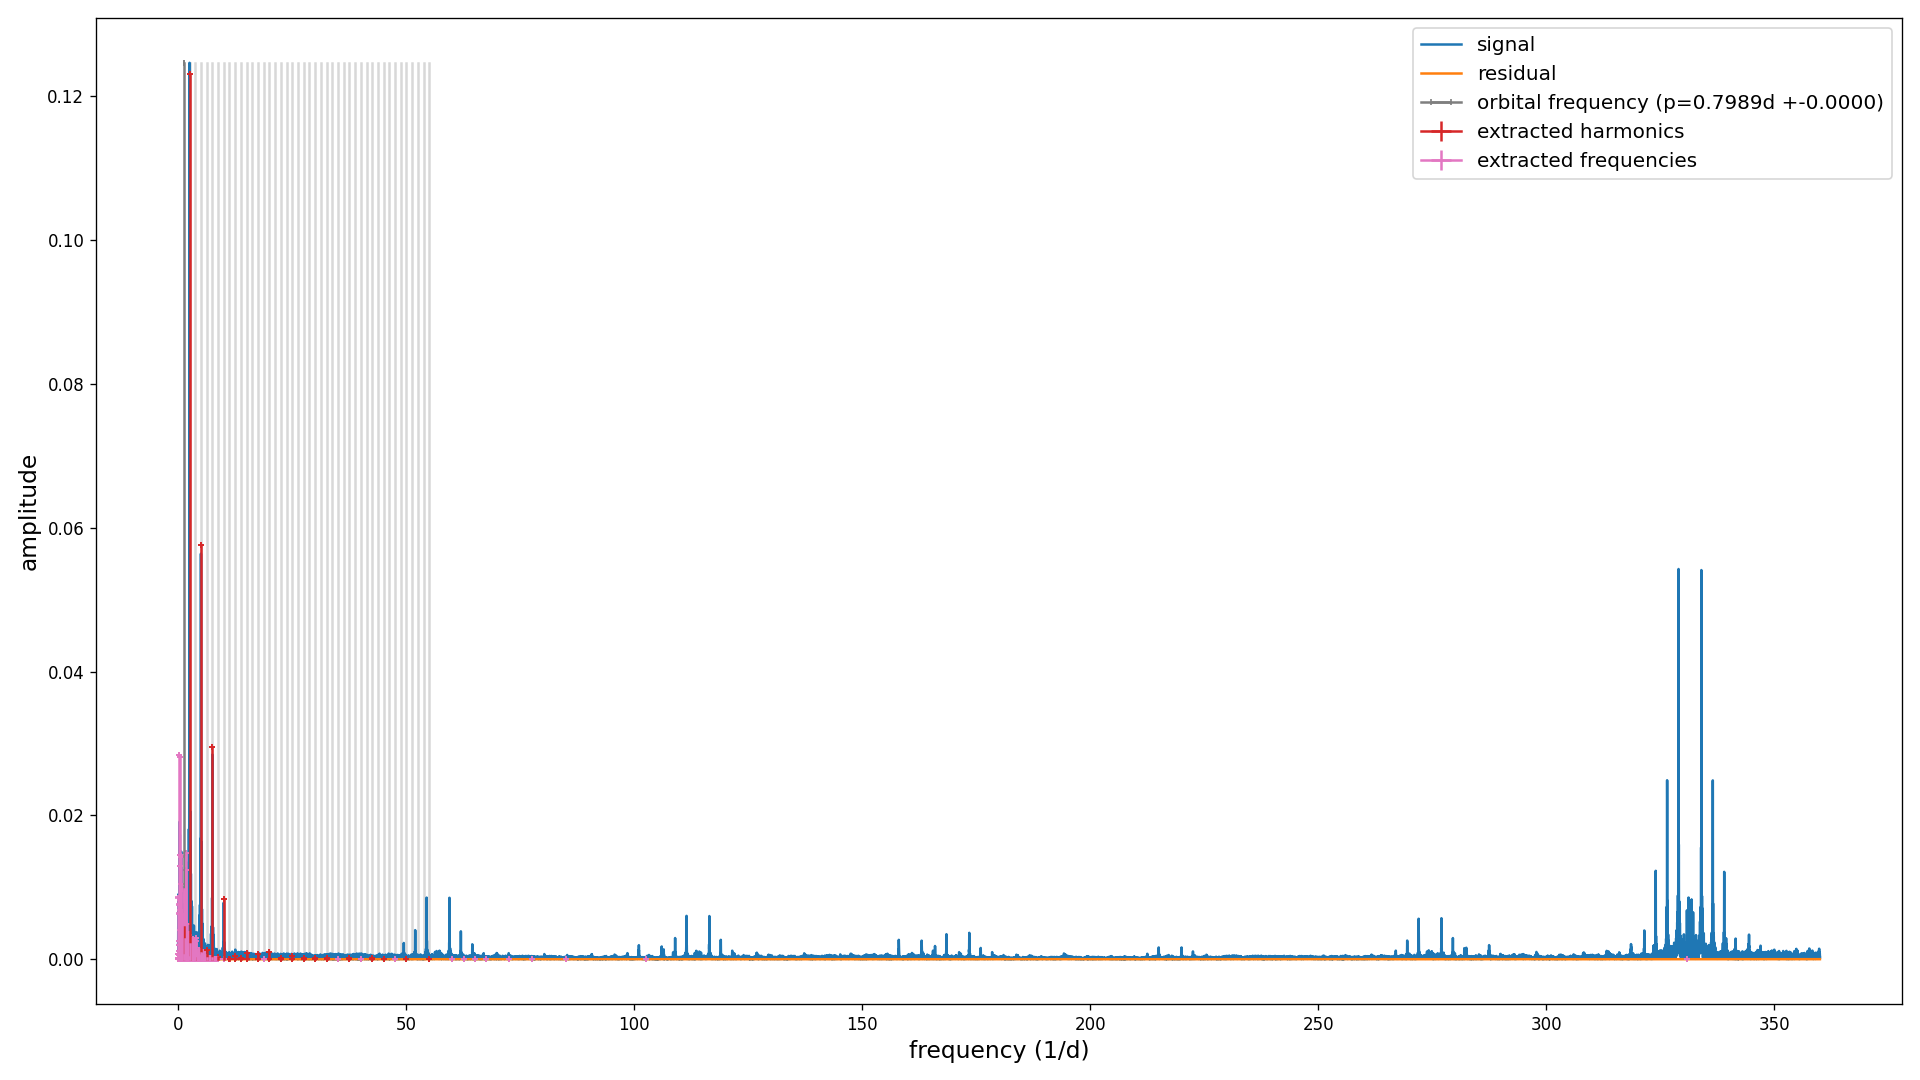 signal
residual
orbital frequency (p=0.7989d +-0.0000)
extracted harmonics
extracted frequencies
amplitude
0.12
0.10
0.08
0.06
0.04
0.02
0.00
0 50 100 150 200 250 300 350
frequency (1/d)